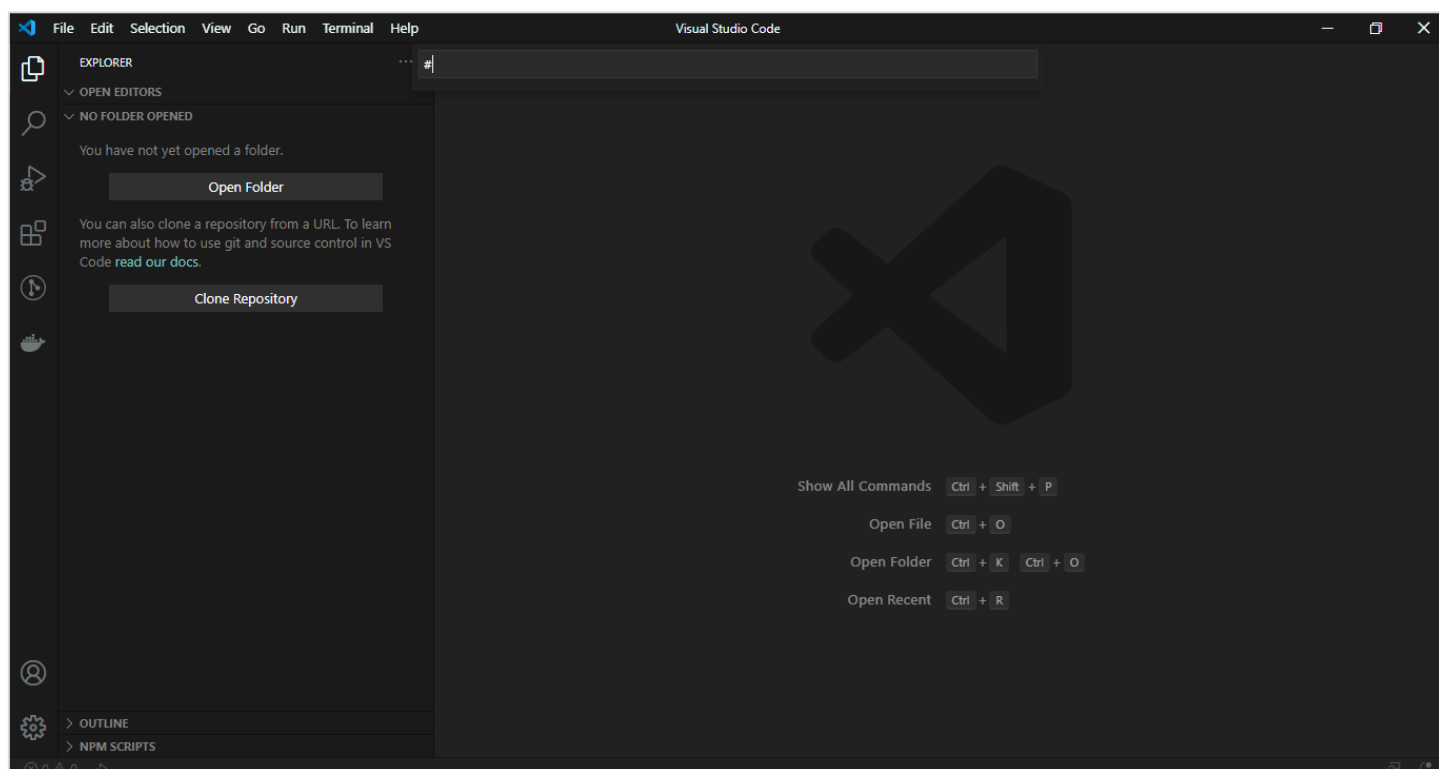 File Edit Selection View Go Run Terminal Help
Visual Studio Code
EXPLORER
#
OPEN EDITORS
NO FOLDER OPENED
You have not yet opened a folder.
Open Folder
You can also clone a repository from a URL. To learn
more about how to use git and source control in VS
Code read our docs.
Clone Repository
Show All Commands Ctrl + Shift + P
Open File Ctrl + O
Open Folder Ctrl + K Ctrl + O
Open Recent Ctrl + R
OUTLINE
NPM SCRIPTS